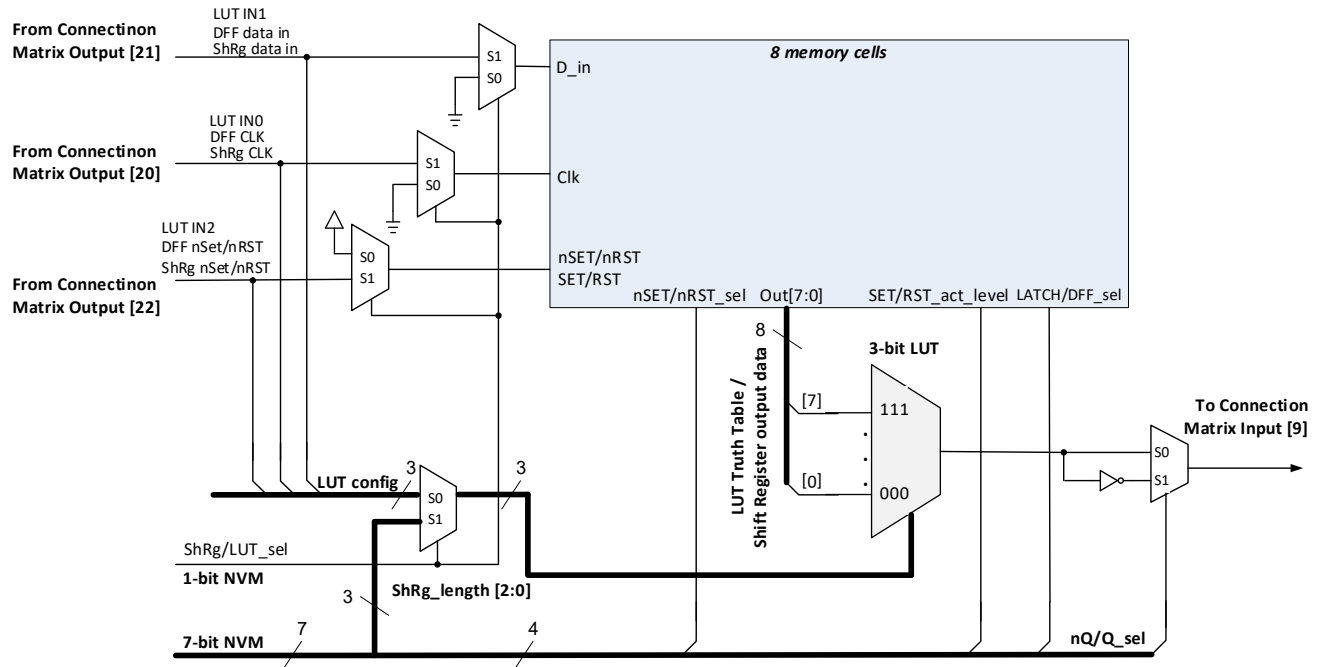 LUT IN1
DFF data in
ShRg data in
From Connectinon
Matrix Output [21]
S1
S0
8 memory cells
D_in
LUT IN0
DFF CLK
ShRg CLK
From Connectinon
Matrix Output [20]
S1
S0
Clk
LUT IN2
DFF nSet/nRST
ShRg nSet/nRST
From Connectinon
Matrix Output [22]
S0
S1
nSET/nRST
SET/RST
nSET/nRST_sel
Out[7:0]
SET/RST_act_level
LATCH/DFF_sel
8
LUT Truth Table /
Shift Register output data
3-bit LUT
[7]
111
.
.
.
[0]
000
To Connection
Matrix Input [9]
S0
S1
LUT config
3
S0
S1
3
ShRg/LUT_sel
1-bit NVM
ShRg_length [2:0]
3
7-bit NVM
7
4
nQ/Q_sel